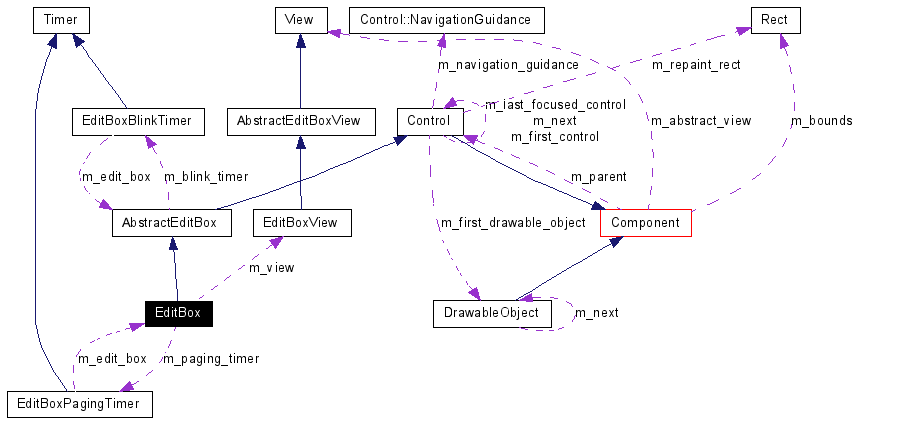 Timer
View
Control::NavigationGuidance
Rect
m_navigation_guidance
m_repaint_rect
EditBoxBlinkTimer
AbstractEditBoxView
Control
m_last_focused_control
m_next
m_first_control
m_abstract_view
m_bounds
m_edit_box
m_blink_timer
m_parent
AbstractEditBox
EditBoxView
m_first_drawable_object
Component
m_view
EditBox
DrawableObject
m_next
m_edit_box
m_paging_timer
EditBoxPagingTimer